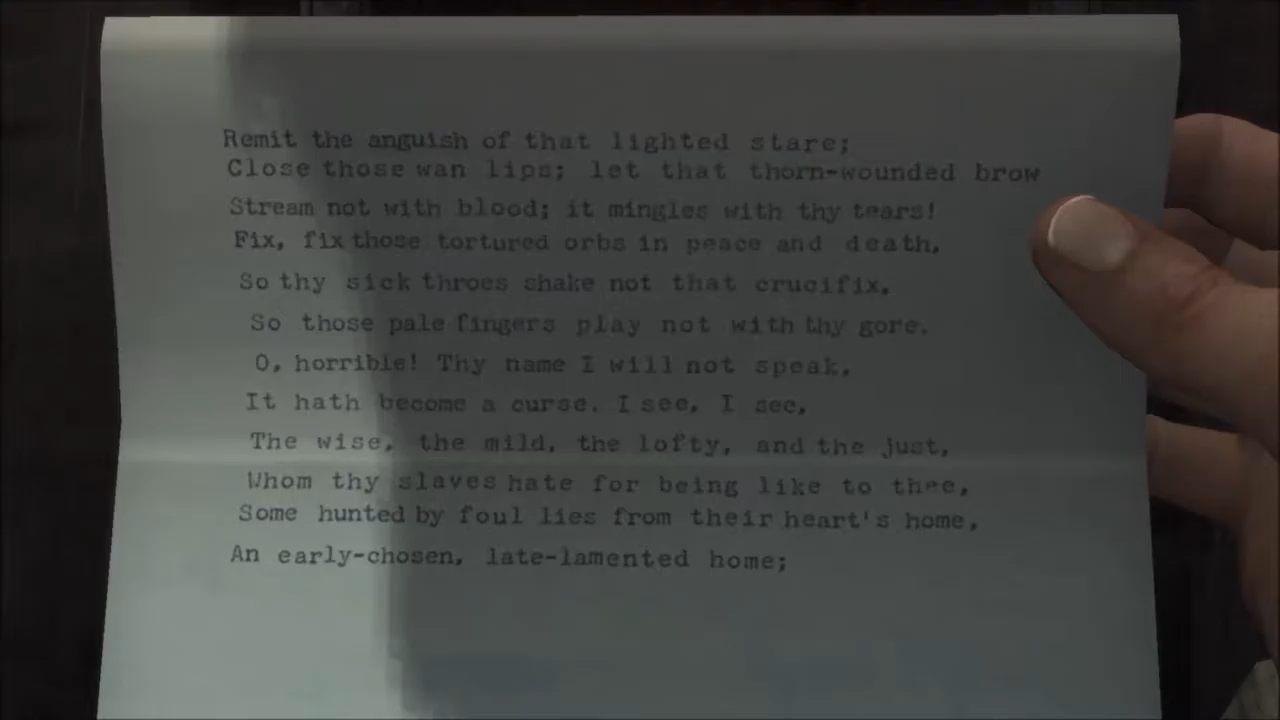 Remit the anguish of that lighted stare;
Close those wan lips; let that thorn-wounded brow
Stream not with blood; it mingles with thy tears!
Fix, fix those tortured orbs in peace and death,
So thy sick throes shake not that crucifix,
So those pale fingers play not with thy gore.
O, horrible! Thy name I will not speak,
It hath become a curse. I see, I see,
The wise, the mild, the lofty, and the just,
Whom thy slaves hate for being like to thee,
Some hunted by foul lies from their heart's home,
An early-chosen, late-lamented home;